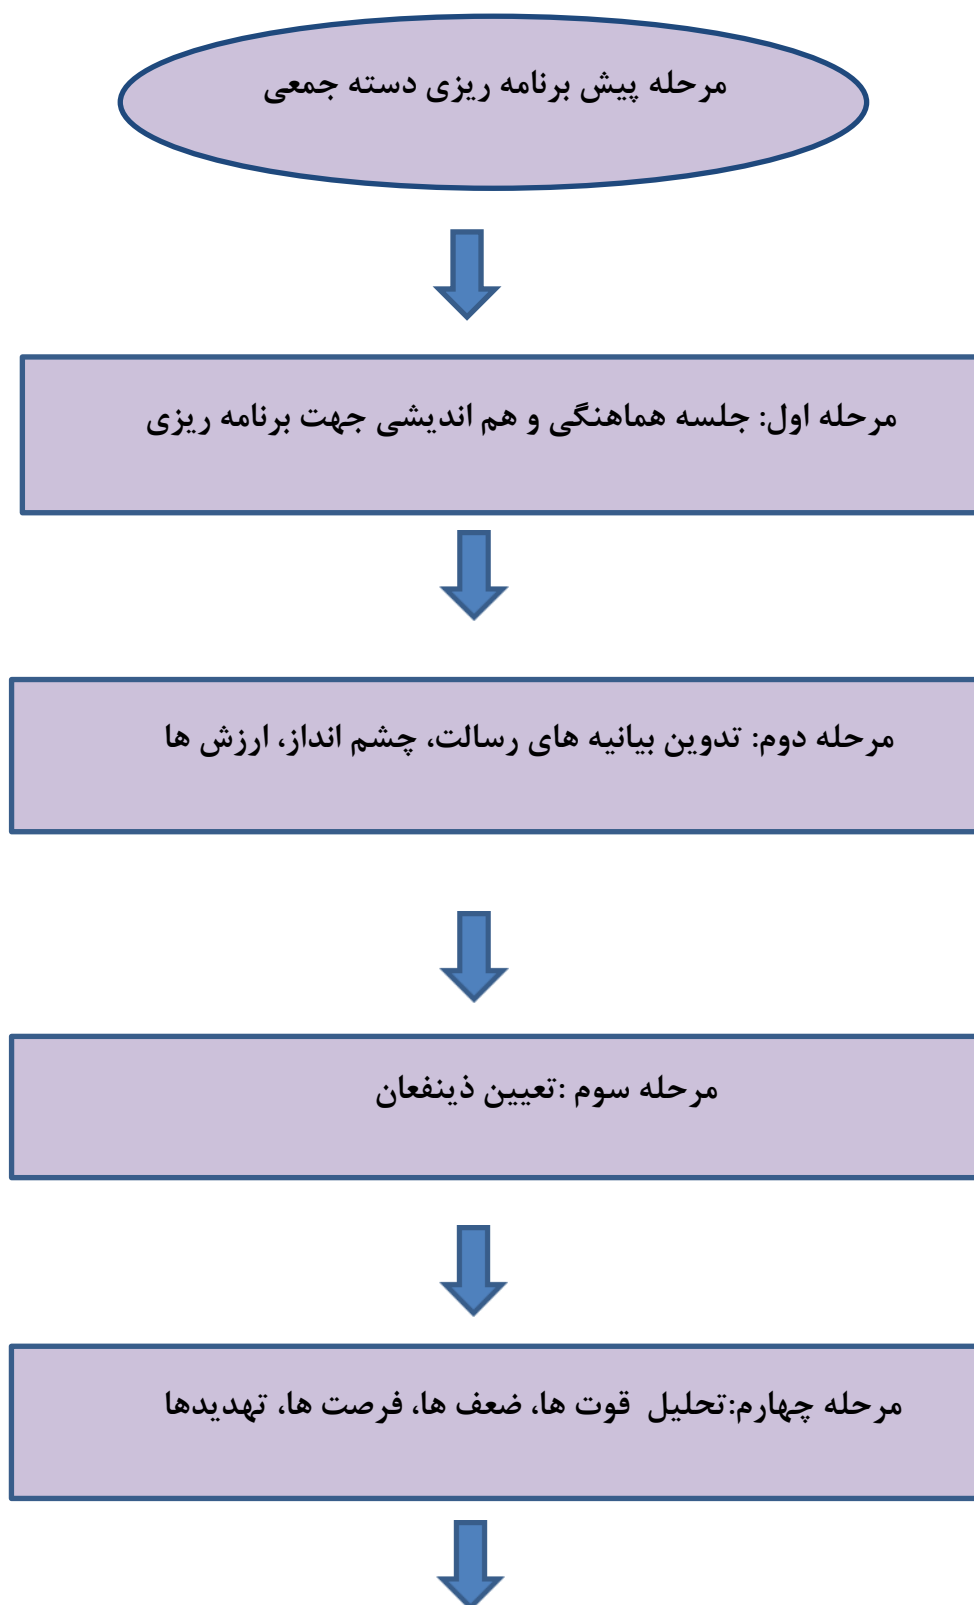 مرحله پیش برنامه ریزی دسته جمعی
مرحله اول: جلسه هماهنگی و هم اندیشی جهت برنامه ریزی
مرحله دوم: تدوین بیانیه های رسالت، چشم انداز، ارزش ها
مرحله سوم :تعیین ذینفعان
مرحله چهارم:تحلیل قوت ها، ضعف ها، فرصت ها، تهدیدها